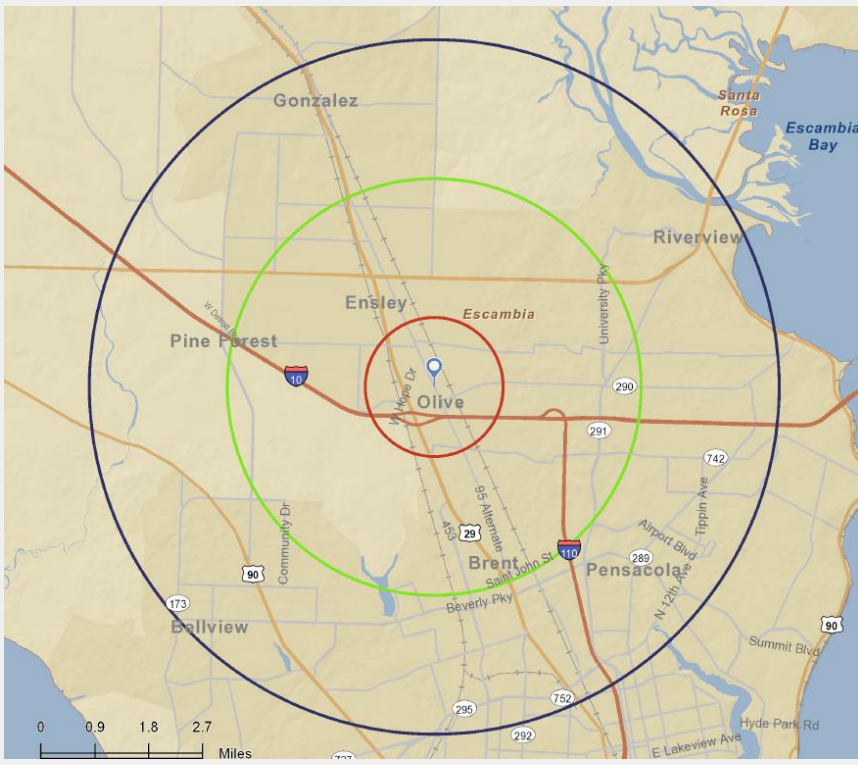 Gonzalez
Santa
Rosa
Escambia
Bay
Riverview
Ensley
Escambia
University Pky
Pine Forest
10
W Hope Dr
Olive
290
291
742
Tippin Ave
Community Dr
95 Alternate
453
29
Airport Blvd
110
289
Brent
Saint John St
Pensacola
90
173
Beverly Pky
N 12th Ave
Bellview
90
Summit Blvd
752
295
292
Hyde Park Rd
E Lakeview Ave
0 0.9 1.8 2.7
Miles